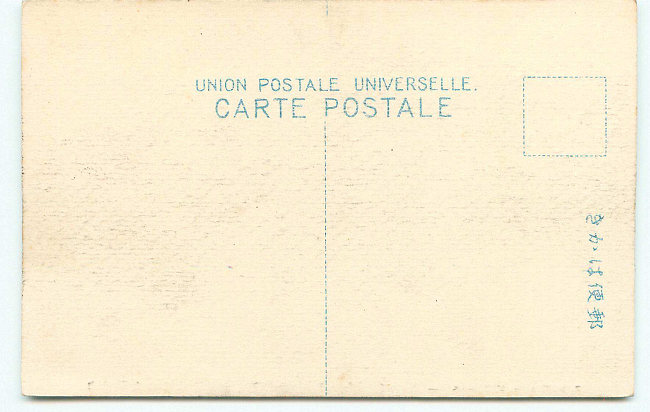 UNION POSTALE UNIVERSELLE.
CARTE POSTALE
きかは便郵